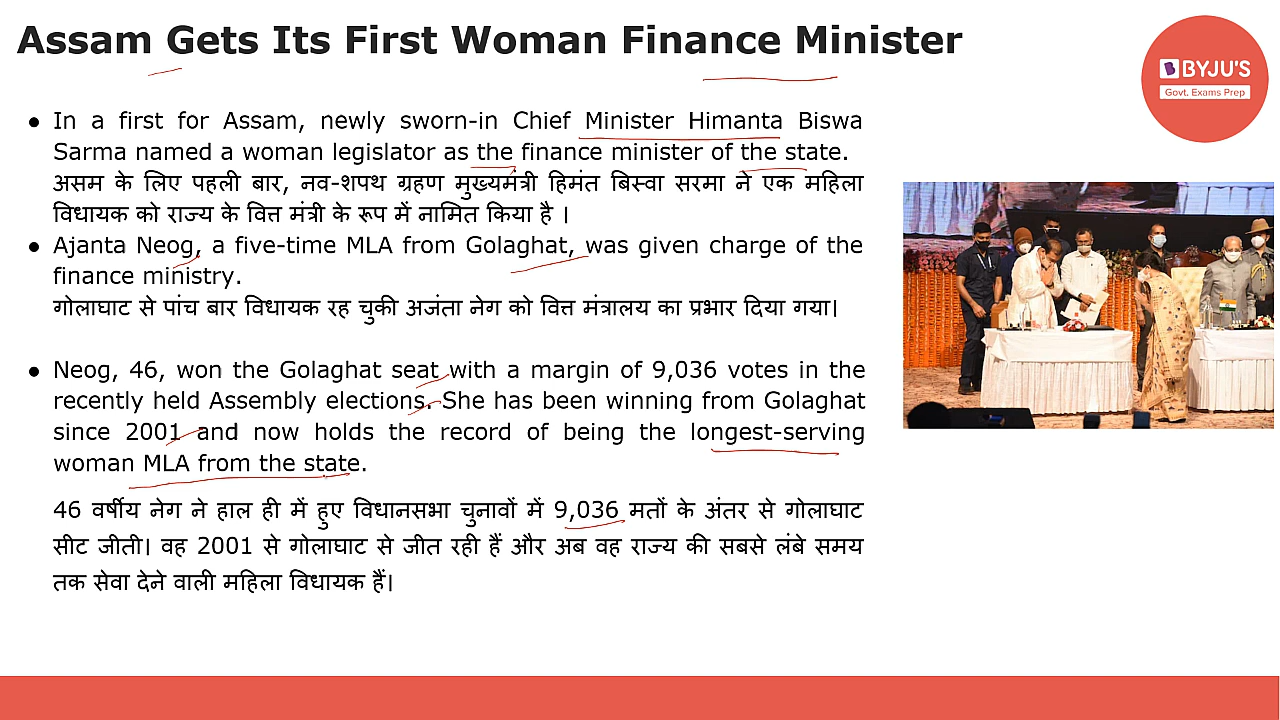 Assam Gets Its First Woman Finance Minister
BYJU'S
Govt. Exams Prep
● In a first for Assam, newly sworn-in Chief Minister Himanta Biswa
Sarma named a woman legislator as the finance minister of the state.
असम के लिए पहली बार, नव-शपथ ग्रहण मुख्यमंत्री हिमंत बिस्वा सरमा ने एक महिला
विधायक को राज्य के वित्त मंत्री के रूप में नामित किया है ।
● Ajanta Neog, a five-time MLA from Golaghat, was given charge of the
finance ministry.
गोलाघाट से पांच बार विधायक रह चुकी अजंता नेग को वित्त मंत्रालय का प्रभार दिया गया।
● Neog, 46, won the Golaghat seat with a margin of 9,036 votes in the
recently held Assembly elections. She has been winning from Golaghat
since 2001 and now holds the record of being the longest-serving
woman MLA from the state.
46 वर्षीय नेग ने हाल ही में हुए विधानसभा चुनावों में 9,036 मतों के अंतर से गोलाघाट
सीट जीती। वह 2001 से गोलाघाट से जीत रही हैं और अब वह राज्य की सबसे लंबे समय
तक सेवा देने वाली महिला विधायक हैं।